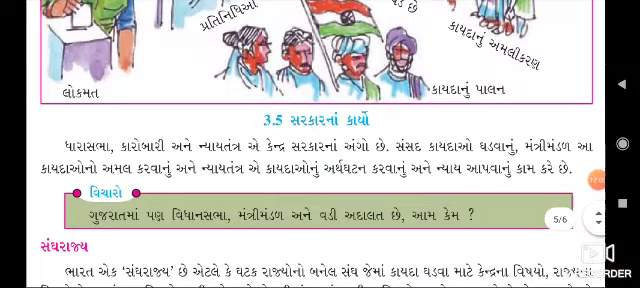 પ્રતિનિધિઓ
કાયદાનું અમલીકરણ
લોકમત
કાયદાનું પાલન
3.5 સરકારનાં કાર્યો
ધારાસભા, કારોબારી અને ન્યાયતંત્ર એ કેન્દ્ર સરકારનાં અંગો છે. સંસદ કાયદાઓ ઘડવાનું, મંત્રીમંડળ આ
કાયદાઓનો અમલ કરવાનું અને ન્યાયતંત્ર એ કાયદાઓનું અર્થઘટન કરવાનું અને ન્યાય આપવાનું કામ કરે છે.
વિચારો
ગુજરાતમાં પણ વિધાનસભા, મંત્રીમંડળ અને વડી અદાલત છે, આમ કેમ ?
5/6
સંઘરાજ્ય
ભારત એક ‘સંઘરાજ્ય’ છે એટલે કે ઘટક રાજ્યોનો બનેલ સંઘ જેમાં કાયદા ઘડવા માટે કેન્દ્રના વિષયો, રાજ્યના
RECORDER